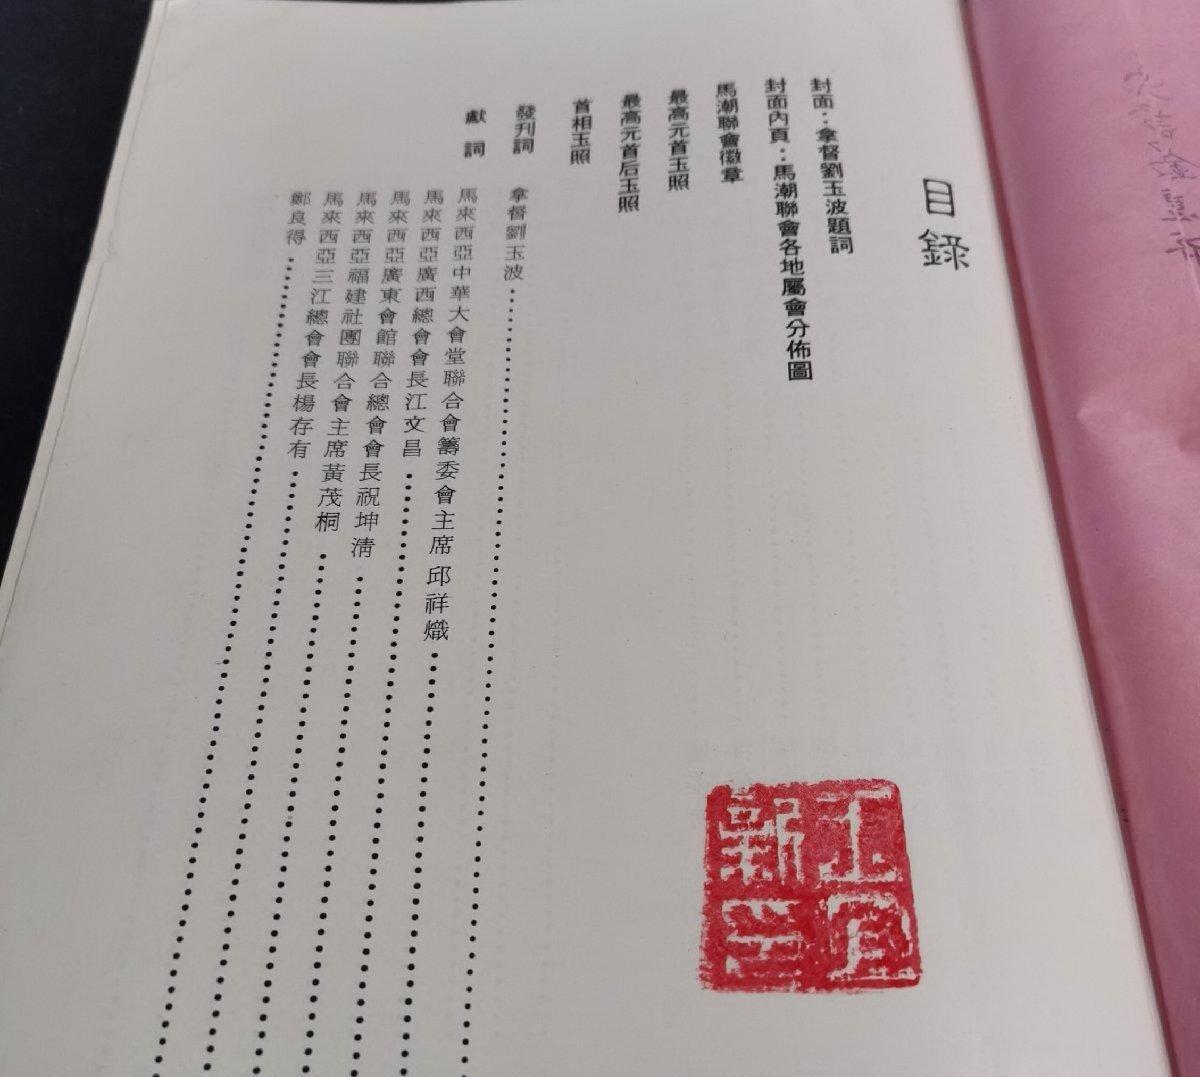 目錄
封面：拿督劉玉波題詞
封面內頁：馬潮聯會各地屬會分佈圖
馬潮聯會徽章
最高元首玉照
最高元首后玉照
首相玉照
發刊詞 拿督劉玉波
獻詞 馬來西亞中華大會堂聯合會籌委會主席邱祥熾
馬來西亞廣西總會會長江文昌
馬來西亞廣東會館聯合總會會長祝坤淸
馬來西亞福建社團聯合會主席黃茂桐
馬來西亞三江總會會長楊存有
鄭良得